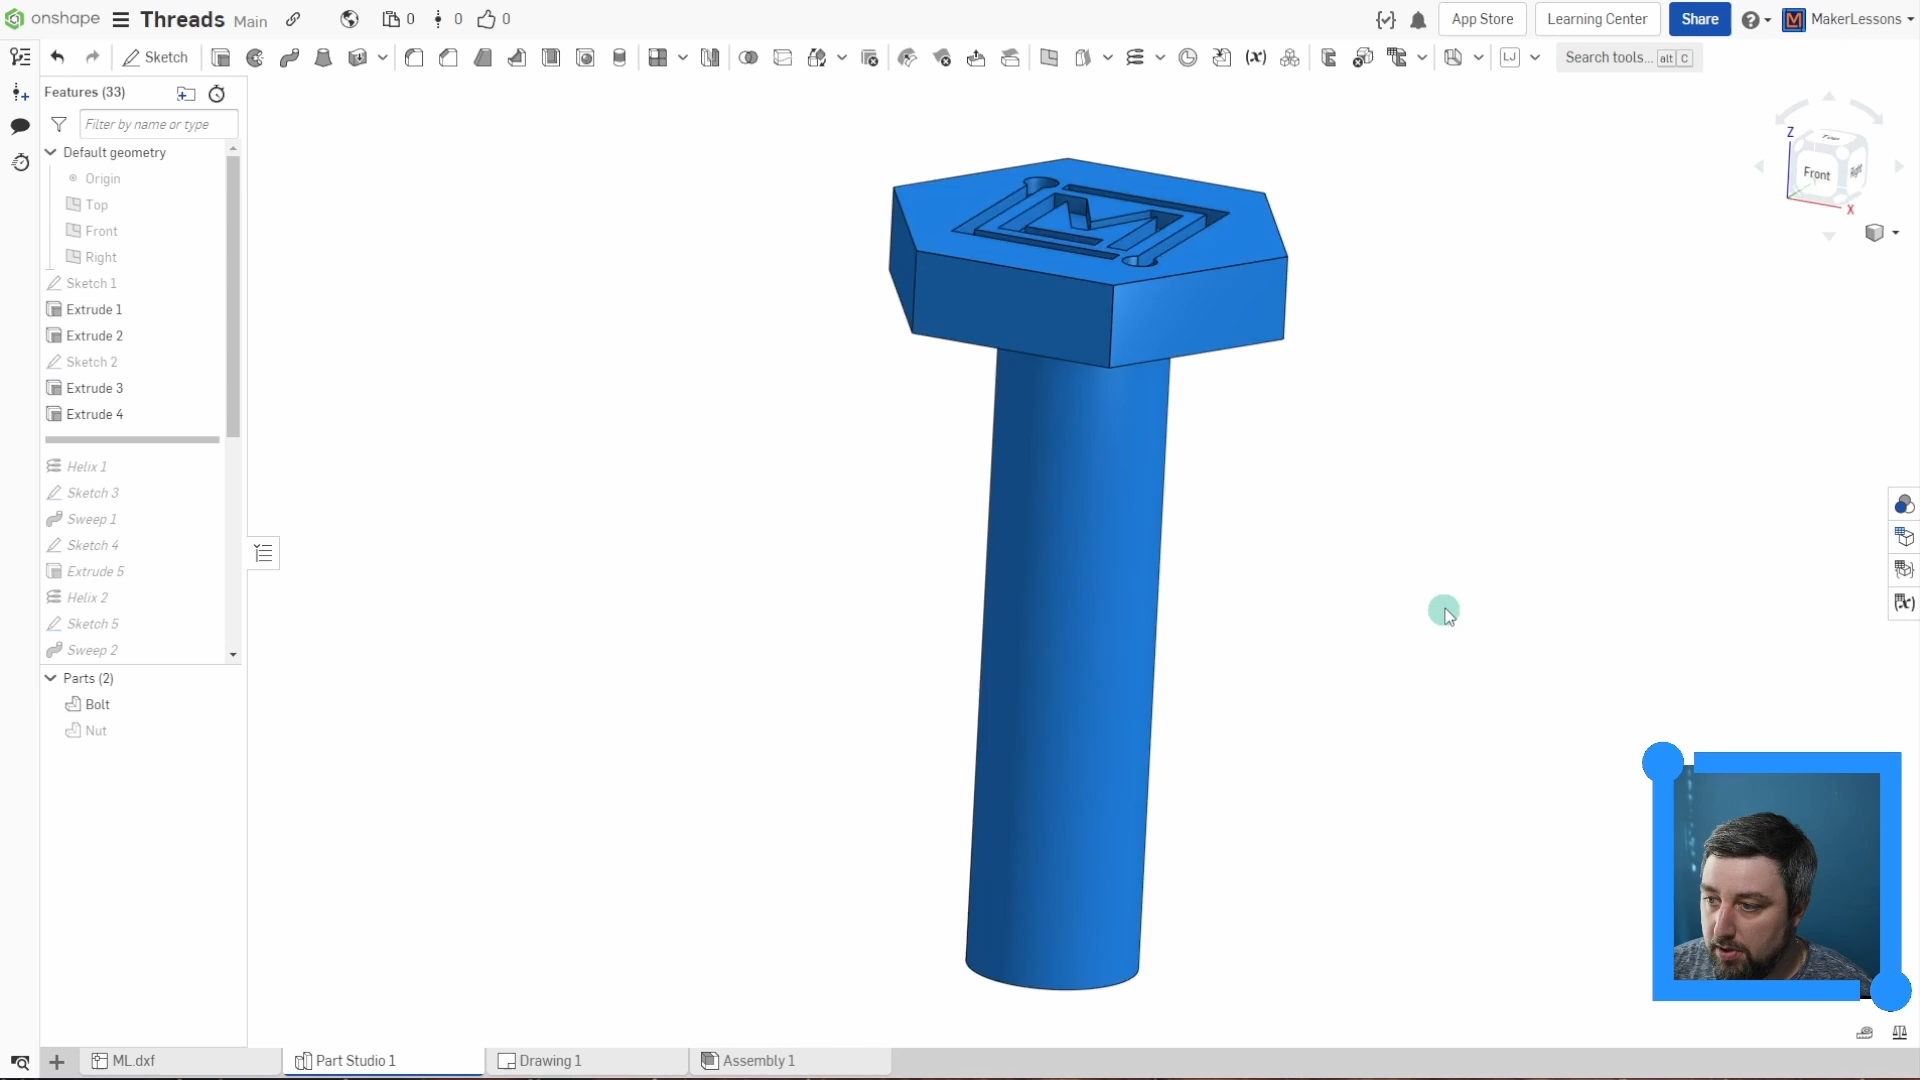 onshape Threads Main 0 0 0 App Store Learning Center Share MakerLessons
Sketch Search tools... alt C
Features (33)
Filter by name or type
Default geometry
Origin
Top
Front
Right
Sketch 1
Extrude 1
Extrude 2
Sketch 2
Extrude 3
Extrude 4
Helix 1
Sketch 3
Sweep 1
Sketch 4
Extrude 5
Helix 2
Sketch 5
Sweep 2
Parts (2)
Bolt
Nut
Z
Top
Front
Right
X
ML.dxf Part Studio 1 Drawing 1 Assembly 1